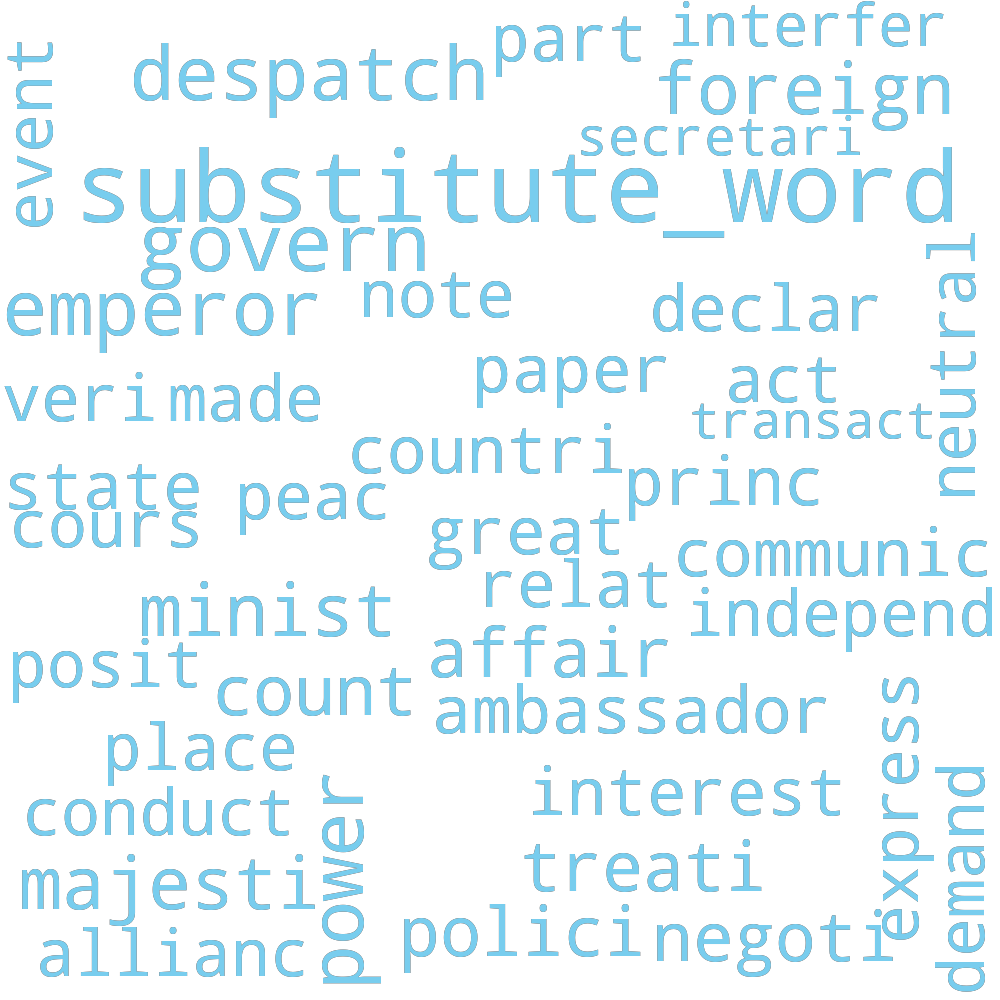 interfer
part
despatch
event
foreign
secretari
substitute_word
govern
emperor
note
declar
neutral
paper
act
veri
made
transact
countri
state
peac
princ
cours
great
communic
relat
minist
independ
posit
affair
count
ambassador
place
express
interest
conduct
power
demand
treati
majesti
polici
negoti
allianc